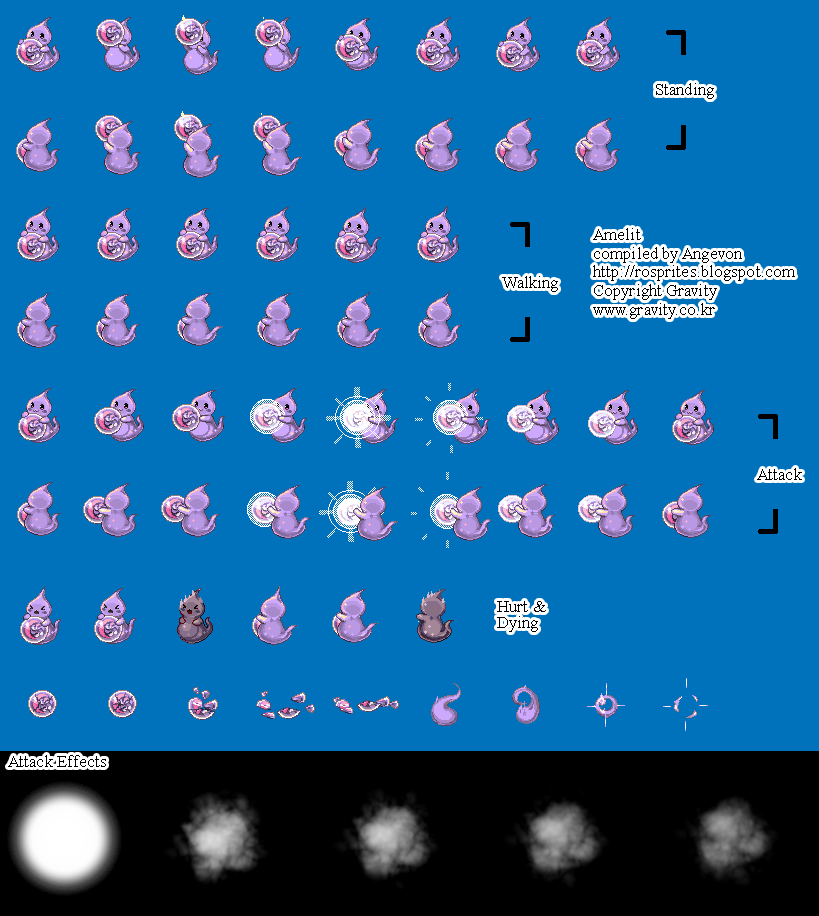 Standing
Amelit
compiled by Angevon
http://rosprites.blogspot.com
Copyright Gravity
www.gravity.co.kr
Walking
Attack
Hurt &
Dying
Attack Effects